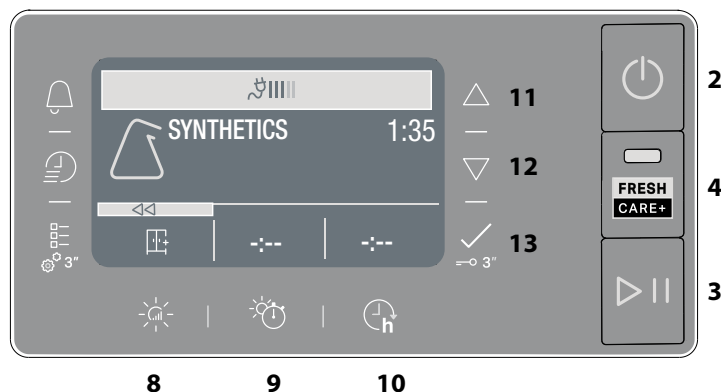 2
11
SYNTHETICS 1:35
12
FRESH
CARE+
4
-:-- -:--
3" 3" 13
3
h
8 9 10